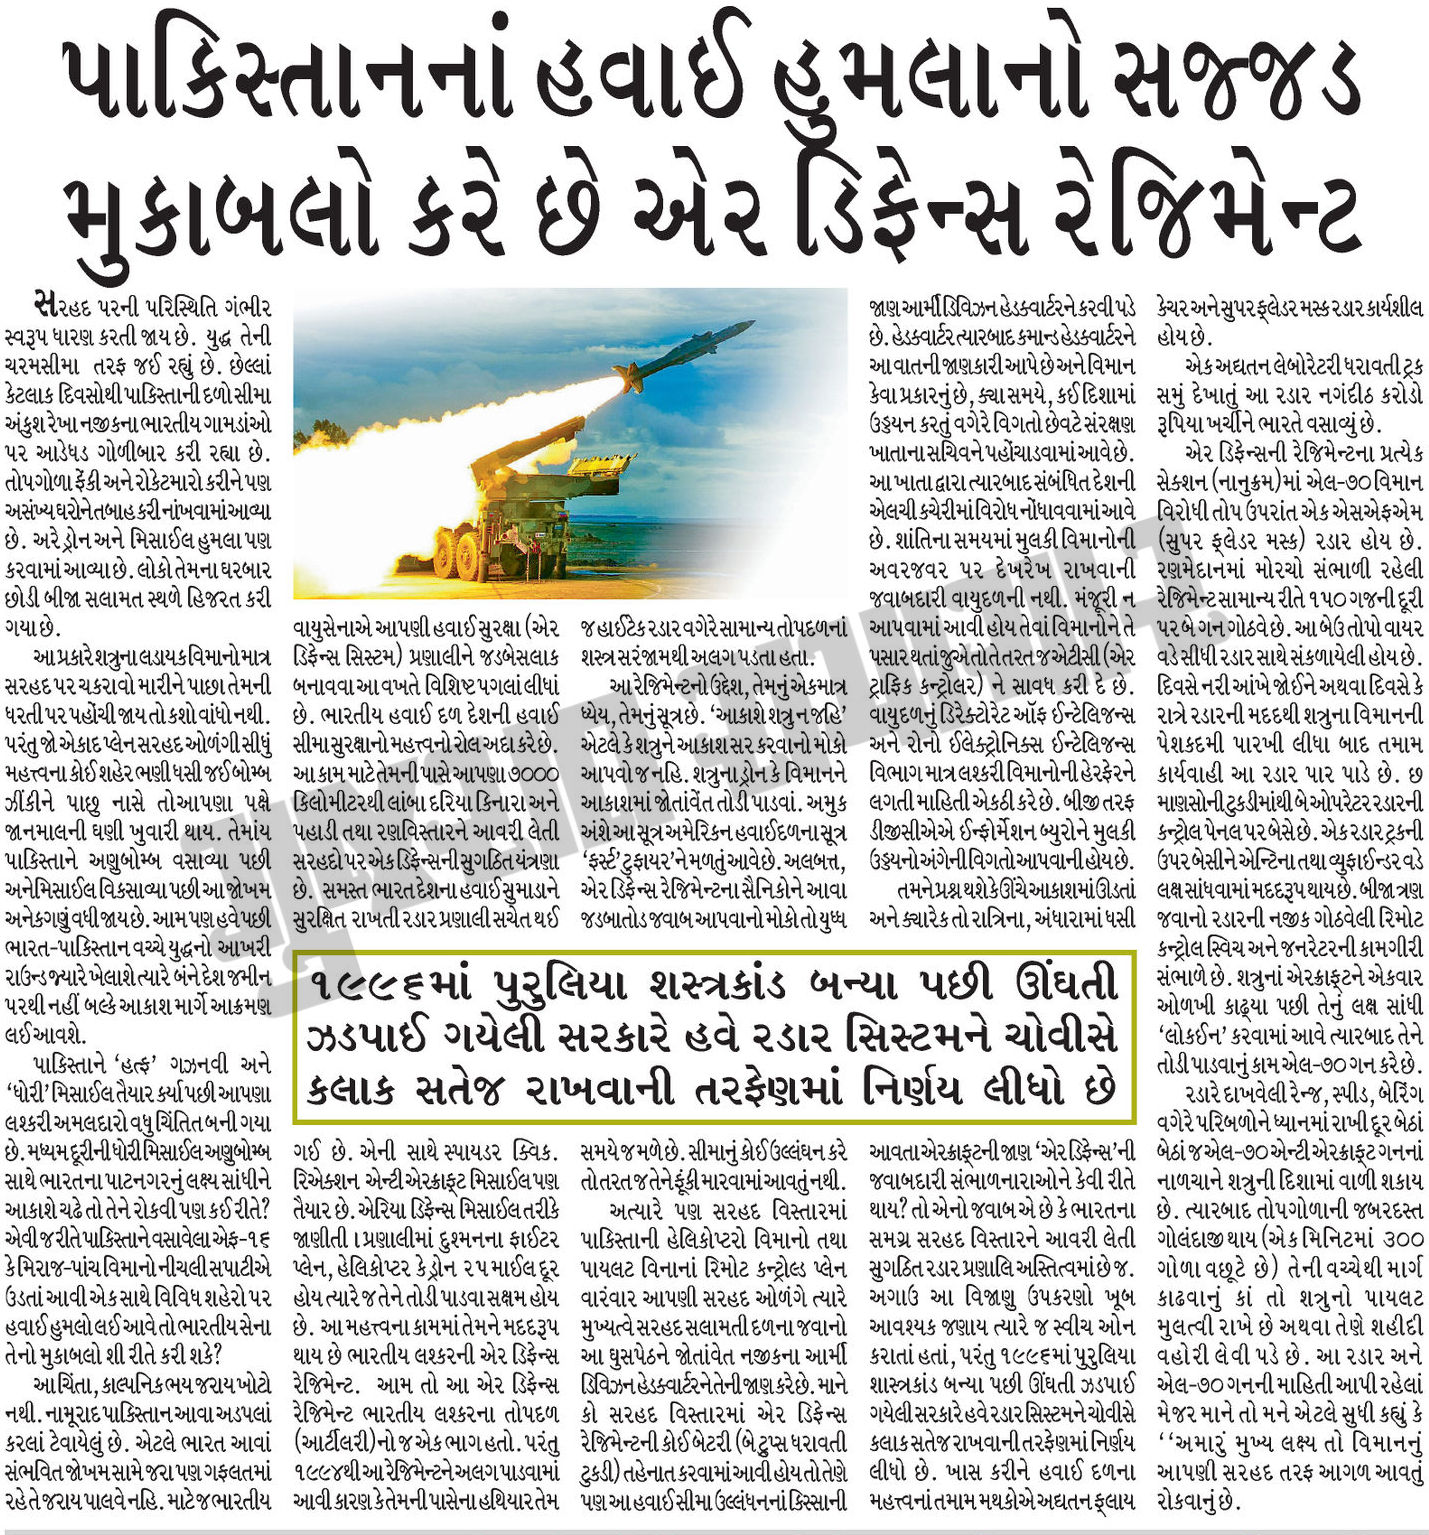 પાકિસ્તાનનાં હવાઈ હુમલાનો સજ્જડ
મુકાબલો કરે છે એર ડિફેન્સ રેજિમેન્ટ
સરહદ પરની પરિસ્થિતિ ગંભીર
સ્વરૂપ ધારણ કરતી જાય છે. યુદ્ધ તેની
ચરમસીમા તરફ જઈ રહ્યું છે. છેલ્લાં
કેટલાક દિવસોથી પાકિસ્તાની દળો સીમા
અંકુશ રેખા નજીકના ભારતીય ગામડાંઓ
પર આડેધડ ગોળીબાર કરી રહ્યા છે.
તોપગોળા ફેંકી અને રોકેટમારો કરીને પણ
અસંખ્ય ઘરોને તબાહ કરી નાંખવામાં આવ્યા
છે. અરે ડ્રોન અને મિસાઈલ હુમલા પણ
કરવામાં આવ્યા છે. લોકો તેમના ઘરબાર
છોડી બીજા સલામત સ્થળે હિજરત કરી
ગયા છે.
આ પ્રકારે શત્રુના લડાયક વિમાનો માત્ર
સરહદ પર ચકરાવો મારીને પાછા તેમની
ધરતી પર પહોંચી જાય તો કશો વાંધો નથી.
પરંતુ જો એકાદ પ્લેન સરહદ ઓળંગી સીધું
મહત્ત્વના કોઈ શહેર ભણી ધસી જઈ બોમ્બ
ઝીંકીને પાછુ નાસે તો આપણા પક્ષે
જાનમાલની ઘણી ખુવારી થાય. તેમાંય
પાકિસ્તાને અણુબોમ્બ વસાવ્યા પછી
અને મિસાઈલ વિકસાવ્યા પછી આ જોખમ
અનેકગણું વધી જાય છે. આમ પણ હવે પછી
ભારત-પાકિસ્તાન વચ્ચે યુદ્ધનો આખરી
રાઉન્ડ જ્યારે ખેલાશે ત્યારે બંને દેશ જમીન
પરથી નહીં બલ્કે આકાશ માર્ગે આક્રમણ
લઈ આવશે.
પાકિસ્તાને ‘હત્ફ’ ગઝનવી અને
‘ઘોરી’ મિસાઈલ તૈયાર કર્યા પછી આપણા
લશ્કરી અમલદારો વધુ ચિંતિત બની ગયા
છે. મધ્યમ દૂરીની ઘોરી મિસાઈલ અણુબોમ્બ
સાથે ભારતના પાટનગરનું લક્ષ્ય સાંધીને
આકાશે ચઢે તો તેને રોકવી પણ કઈ રીતે?
એવી જ રીતે પાકિસ્તાને વસાવેલા એફ-૧૬
કે મિરાજ-પાંચ વિમાનો નીચલી સપાટીએ
ઉડતાં આવી એક સાથે વિવિધ શહેરો પર
હવાઈ હુમલો લઈ આવે તો ભારતીય સેના
તેનો મુકાબલો શી રીતે કરી શકે?
આ ચિંતા, કાલ્પનિક ભય જરાય ખોટો
નથી. નામૂરાદ પાકિસ્તાન આવા અડપલાં
કરવા ટેવાયેલું છે. એટલે ભારત આવાં
સંભવિત જોખમ સામે જરા પણ ગફલતમાં
રહે તે જરાય પાલવે નહિ. માટે જ ભારતીય
વાયુસેનાએ આપણી હવાઈ સુરક્ષા (એર
ડિફેન્સ સિસ્ટમ) પ્રણાલીને જડબેસલાક
બનાવવા આ વખતે વિશિષ્ટ પગલાં લીધાં
છે. ભારતીય હવાઈ દળ દેશની હવાઈ
સીમા સુરક્ષાનો મહત્ત્વનો રોલ અદા કરે છે.
આ કામ માટે તેમની પાસે આપણા ૭૦૦૦
કિલોમીટરથી લાંબા દરિયા કિનારા અને
પહાડી તથા રણવિસ્તારને આવરી લેતી
સરહદો પર એક ડિફેન્સની સુગઠિત યંત્રણા
છે. સમસ્ત ભારત દેશના હવાઈ સુમાડાને
સુરક્ષિત રાખતી રડાર પ્રણાલી સચેત થઈ
જ હાઈટેક રડાર વગેરે સામાન્ય તોપદળનાં
શસ્ત્ર સરંજામથી અલગ પડતા હતા.
આ રેજિમેન્ટનો ઉદ્દેશ, તેમનું એકમાત્ર
ધ્યેય, તેમનું સૂત્ર છે. ‘આકાશે શત્રુ ન જહિ’
એટલે કે શત્રુને આકાશ સર કરવાનો મોકો
આપવો જ નહિ. શત્રુના ડ્રોન કે વિમાનને
આકાશમાં જોતાંવેંત તોડી પાડવાં. અમુક
અંશે આ સૂત્ર અમેરિકન હવાઈદળના સૂત્ર
‘ફર્સ્ટ’ ટુ ફાયર’ને મળતું આવે છે. અલબત્ત,
એર ડિફેન્સ રેજિમેન્ટના સૈનિકોને આવા
જડબાતોડ જવાબ આપવાનો મોકો તો યુધ્ધ
૧૯૯૬માં પુરુલિયા શસ્ત્રકાંડ બન્યા પછી ઊંઘતી
ઝડપાઈ ગયેલી સરકારે હવે રડાર સિસ્ટમને ચોવીસે
કલાક સતેજ રાખવાની તરફેણમાં નિર્ણય લીધો છે
ગઈ છે. એની સાથે સ્પાયડર ક્વિક.
રિએક્શન એન્ટી એરક્રાફ્ટ મિસાઈલ પણ
તૈયાર છે. એરિયા ડિફેન્સ મિસાઈલ તરીકે
જાણીતી । પ્રણાલીમાં દુશ્મનના ફાઈટર
પ્લેન, હેલિકોપ્ટર કે ડ્રોન ૨૫ માઈલ દૂર
હોય ત્યારે જ તેને તોડી પાડવા સક્ષમ હોય
છે. આ મહત્ત્વના કામમાં તેમને મદદરૂપ
થાય છે ભારતીય લશ્કરની એર ડિફેન્સ
રેજિમેન્ટ. આમ તો આ એર ડિફેન્સ
રેજિમેન્ટ ભારતીય લશ્કરના તોપદળ
(આર્ટીલરી)નો જ એક ભાગ હતો. પરંતુ
૧૯૯૪થી આ રેજિમેન્ટને અલગ પાડવામાં
આવી કારણ કે તેમની પાસેના હથિયાર તેમ
સમયે જ મળે છે. સીમાનું કોઈ ઉલ્લંઘન કરે
તો તરત જ તેને ફૂંકી મારવામાં આવતું નથી.
અત્યારે પણ સરહદ વિસ્તારમાં
પાકિસ્તાની હેલિકોપ્ટરો વિમાનો તથા
પાયલટ વિનાનાં રિમોટ કન્ટ્રોલ્ડ પ્લેન
વારંવાર આપણી સરહદ ઓળંગે ત્યારે
મુખ્યત્વે સરહદ સલામતી દળના જવાનો
આ ઘુસપેઠને જોતાંવેત નજીકના આર્મી
ડિવિઝન હેડક્વાર્ટરને તેની જાણ કરે છે. માને
કો સરહદ વિસ્તારમાં એર ડિફેન્સ
રેજિમેન્ટની કોઈ બેટરી (બે ટ્રુપ્સ ધરાવતી
ટુકડી) તહેનાત કરવામાં આવી હોય તો તેણે
પણ આ હવાઈ સીમા ઉલ્લંઘનનાં કિસ્સાની
જાણ આર્મી ડિવિઝન હેડક્વાર્ટરને કરવી પડે
છે. હેડક્વાર્ટર ત્યારબાદ કમાન્ડ હેડક્વાર્ટરને
આ વાતની જાણકારી આપે છે અને વિમાન
કેવા પ્રકારનું છે, ક્યા સમયે, કઈ દિશામાં
ઉડ્ડયન કરતું વગેરે વિગતો છેવટે સંરક્ષણ
ખાતાના સચિવને પહોંચાડવામાં આવે છે.
આ ખાતા દ્વારા ત્યારબાદ સંબંધિત દેશની
એલચી કચેરીમાં વિરોધ નોંધાવવામાં આવે
છે. શાંતિના સમયમાં મુલકી વિમાનોની
અવરજવર પર દેખરેખ રાખવાની
જવાબદારી વાયુદળની નથી. મંજૂરી ન
આપવામાં આવી હોય તેવાં વિમાનોને તે
પસાર થતાં જુએ તો તે તરત જ એટીસી (એર
ટ્રાફિક કન્ટ્રોલર) ને સાવધ કરી દે છે.
વાયુદળનું ડિરેક્ટોરેટ ઑફ ઈન્ટેલિજન્સ
અને રોનો ઈલેક્ટ્રોનિક્સ ઈન્ટેલિજન્સ
વિભાગ માત્ર લશ્કરી વિમાનોની હેરફેરને
લગતી માહિતી એકઠી કરે છે. બીજી તરફ
ડીજીસીએએ ઈન્ફોર્મેશન બ્યુરોને મુલકી
ઉડ્ડયનો અંગેની વિગતો આપવાની હોય છે.
તમને પ્રશ્ન થશે કે ઊંચે આકાશમાં ઊડતાં
અને ક્યારેક તો રાત્રિના, અંધારામાં ધસી
આવતા એરક્રાફ્ટની જાણ ‘એર ડિફેન્સ’ની
જવાબદારી સંભાળનારાઓને કેવી રીતે
થાય? તો એનો જવાબ એ છે કે ભારતના
સમગ્ર સરહદ વિસ્તારને આવરી લેતી
સુગઠિત રડાર પ્રણાલિ અસ્તિત્વમાં છે જ.
અગાઉ આ વિજાણુ ઉપકરણો ખૂબ
આવશ્યક જણાય ત્યારે જ સ્વીચ ઓન
કરાતાં હતાં, પરંતુ ૧૯૯૬માં પુરુલિયા
શાસ્ત્રકાંડ બન્યા પછી ઊંઘતી ઝડપાઈ
ગયેલી સરકારે હવે રડાર સિસ્ટમને ચોવીસે
કલાક સતેજ રાખવાની તરફેણમાં નિર્ણય
લીધો છે. ખાસ કરીને હવાઈ દળના
મહત્ત્વનાં તમામ મથકોએ અદ્યતન ફ્લાય
કેચર અને સુપર ફ્લેડર મસ્ક રડાર કાર્યશીલ
હોય છે.
એક અદ્યતન લેબોરેટરી ધરાવતી ટ્રક
સમું દેખાતું આ રડાર નગંદીઠ કરોડો
રૂપિયા ખર્ચીને ભારતે વસાવ્યું છે.
એર ડિફેન્સની રેજિમેન્ટના પ્રત્યેક
સેક્શન (નાનુક્રમ)માં એલ-૭૦ વિમાન
વિરોધી તોપ ઉપરાંત એક એસએફએમ
(સુપર ફ્લેડર મસ્ક) રડાર હોય છે.
રણમેદાનમાં મોરચો સંભાળી રહેલી
રેજિમેન્ટ સામાન્ય રીતે ૧૫૦ ગજની દૂરી
પર બે ગન ગોઠવે છે. આ બેઉ તોપો વાયર
વડે સીધી રડાર સાથે સંકળાયેલી હોય છે.
દિવસે નરી આંખે જોઈને અથવા દિવસે કે
રાત્રે રડારની મદદથી શત્રુના વિમાનની
પેશકદમી પારખી લીધા બાદ તમામ
કાર્યવાહી આ રડાર પાર પાડે છે. છ
માણસોની ટુકડીમાંથી બે ઓપરેટર રડારની
કન્ટ્રોલ પેનલ પર બેસે છે. એક રડાર ટ્રકની
ઉપર બેસીને એન્ટિના તથા વ્યુફાઈન્ડર વડે
લક્ષ સાંધવામાં મદદરૂપ થાય છે. બીજા ત્રણ
જવાનો રડારની નજીક ગોઠવેલી રિમોટ
કન્ટ્રોલ સ્વિચ અને જનરેટરની કામગીરી
સંભાળે છે. શત્રુનાં એરક્રાફ્ટને એકવાર
ઓળખી કાઢ્યા પછી તેનું લક્ષ સાંધી
‘લોકઈન’ કરવામાં આવે ત્યારબાદ તેને
તોડી પાડવાનું કામ એલ-૭૦ ગન કરે છે.
રડારે દાખવેલી રેન્જ, સ્પીડ, બેરિંગ
વગેરે પરિબળોને ધ્યાનમાં રાખી દૂર બેઠાં
બેઠાં જ એલ-૭૦ એન્ટી એરક્રાફ્ટ ગનનાં
નાળચાને શત્રુની દિશામાં વાળી શકાય
છે. ત્યારબાદ તોપગોળાની જબરદસ્ત
ગોલંદાજી થાય (એક મિનિટમાં ૩૦૦
ગોળા વછૂટે છે) તેની વચ્ચેથી માર્ગ
કાઢવાનું કાં તો શત્રુનો પાયલટ
મુલત્વી રાખે છે અથવા તેણે શહીદી
વહોરી લેવી પડે છે. આ રડાર અને
એલ-૭૦ ગનની માહિતી આપી રહેલાં
મેજર માને તો મને એટલે સુધી કહ્યું કે
‘‘અમારું મુખ્ય લક્ષ્ય તો વિમાનનું
આપણી સરહદ તરફ આગળ આવતું
રોકવાનું છે.
ગુજરાત સમાચાર